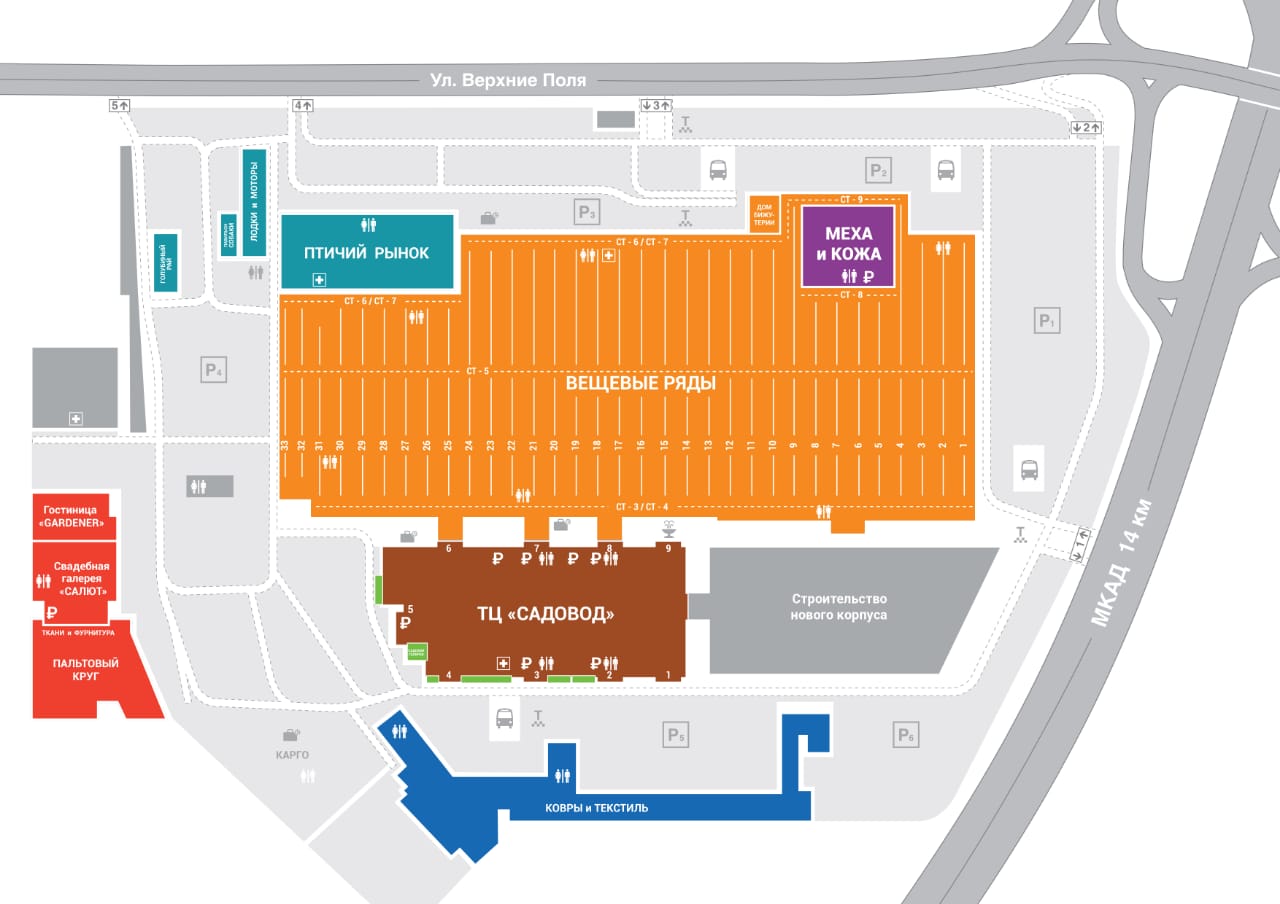 Ул. Верхние Поля
5↑
4↑
↓3↑
↓2↑
T
P2
P3
T
ЛОДКИ и МОТОРЫ
СОБАКИ
ГОЛУБИНЫЙ
РАЙ
ПТИЧИЙ РЫНОК
ДОМ
БИЖУ-
ТЕРИИ
СТ - 9
МЕХА
и КОЖА
₽
СТ - 8
СТ - 6 / СТ - 7
СТ - 6 / СТ - 7
P1
P4
СТ - 5
ВЕЩЕВЫЕ РЯДЫ
33 32 31 30 29 28 27 26 25 24 23 22 21 20 19 18 17 16 15 14 13 12 11 10 9 8 7 6 5 4 3 2 1
СТ - 3 / СТ - 4
Гостиница
«GARDENER»
Свадебная
галерея
«САЛЮТ»
₽
ТКАНИ и ФУРНИТУРА
ПАЛЬТОВЫЙ
КРУГ
T
↓1↑
МКАД 14 км
6 7 8 9
₽ ₽ ₽ ₽
5
₽
ТЦ «САДОВОД»
₽ ₽
4 3 2 1
Строительство
нового корпуса
T
P5
P6
КАРГО
КОВРЫ и ТЕКСТИЛЬ